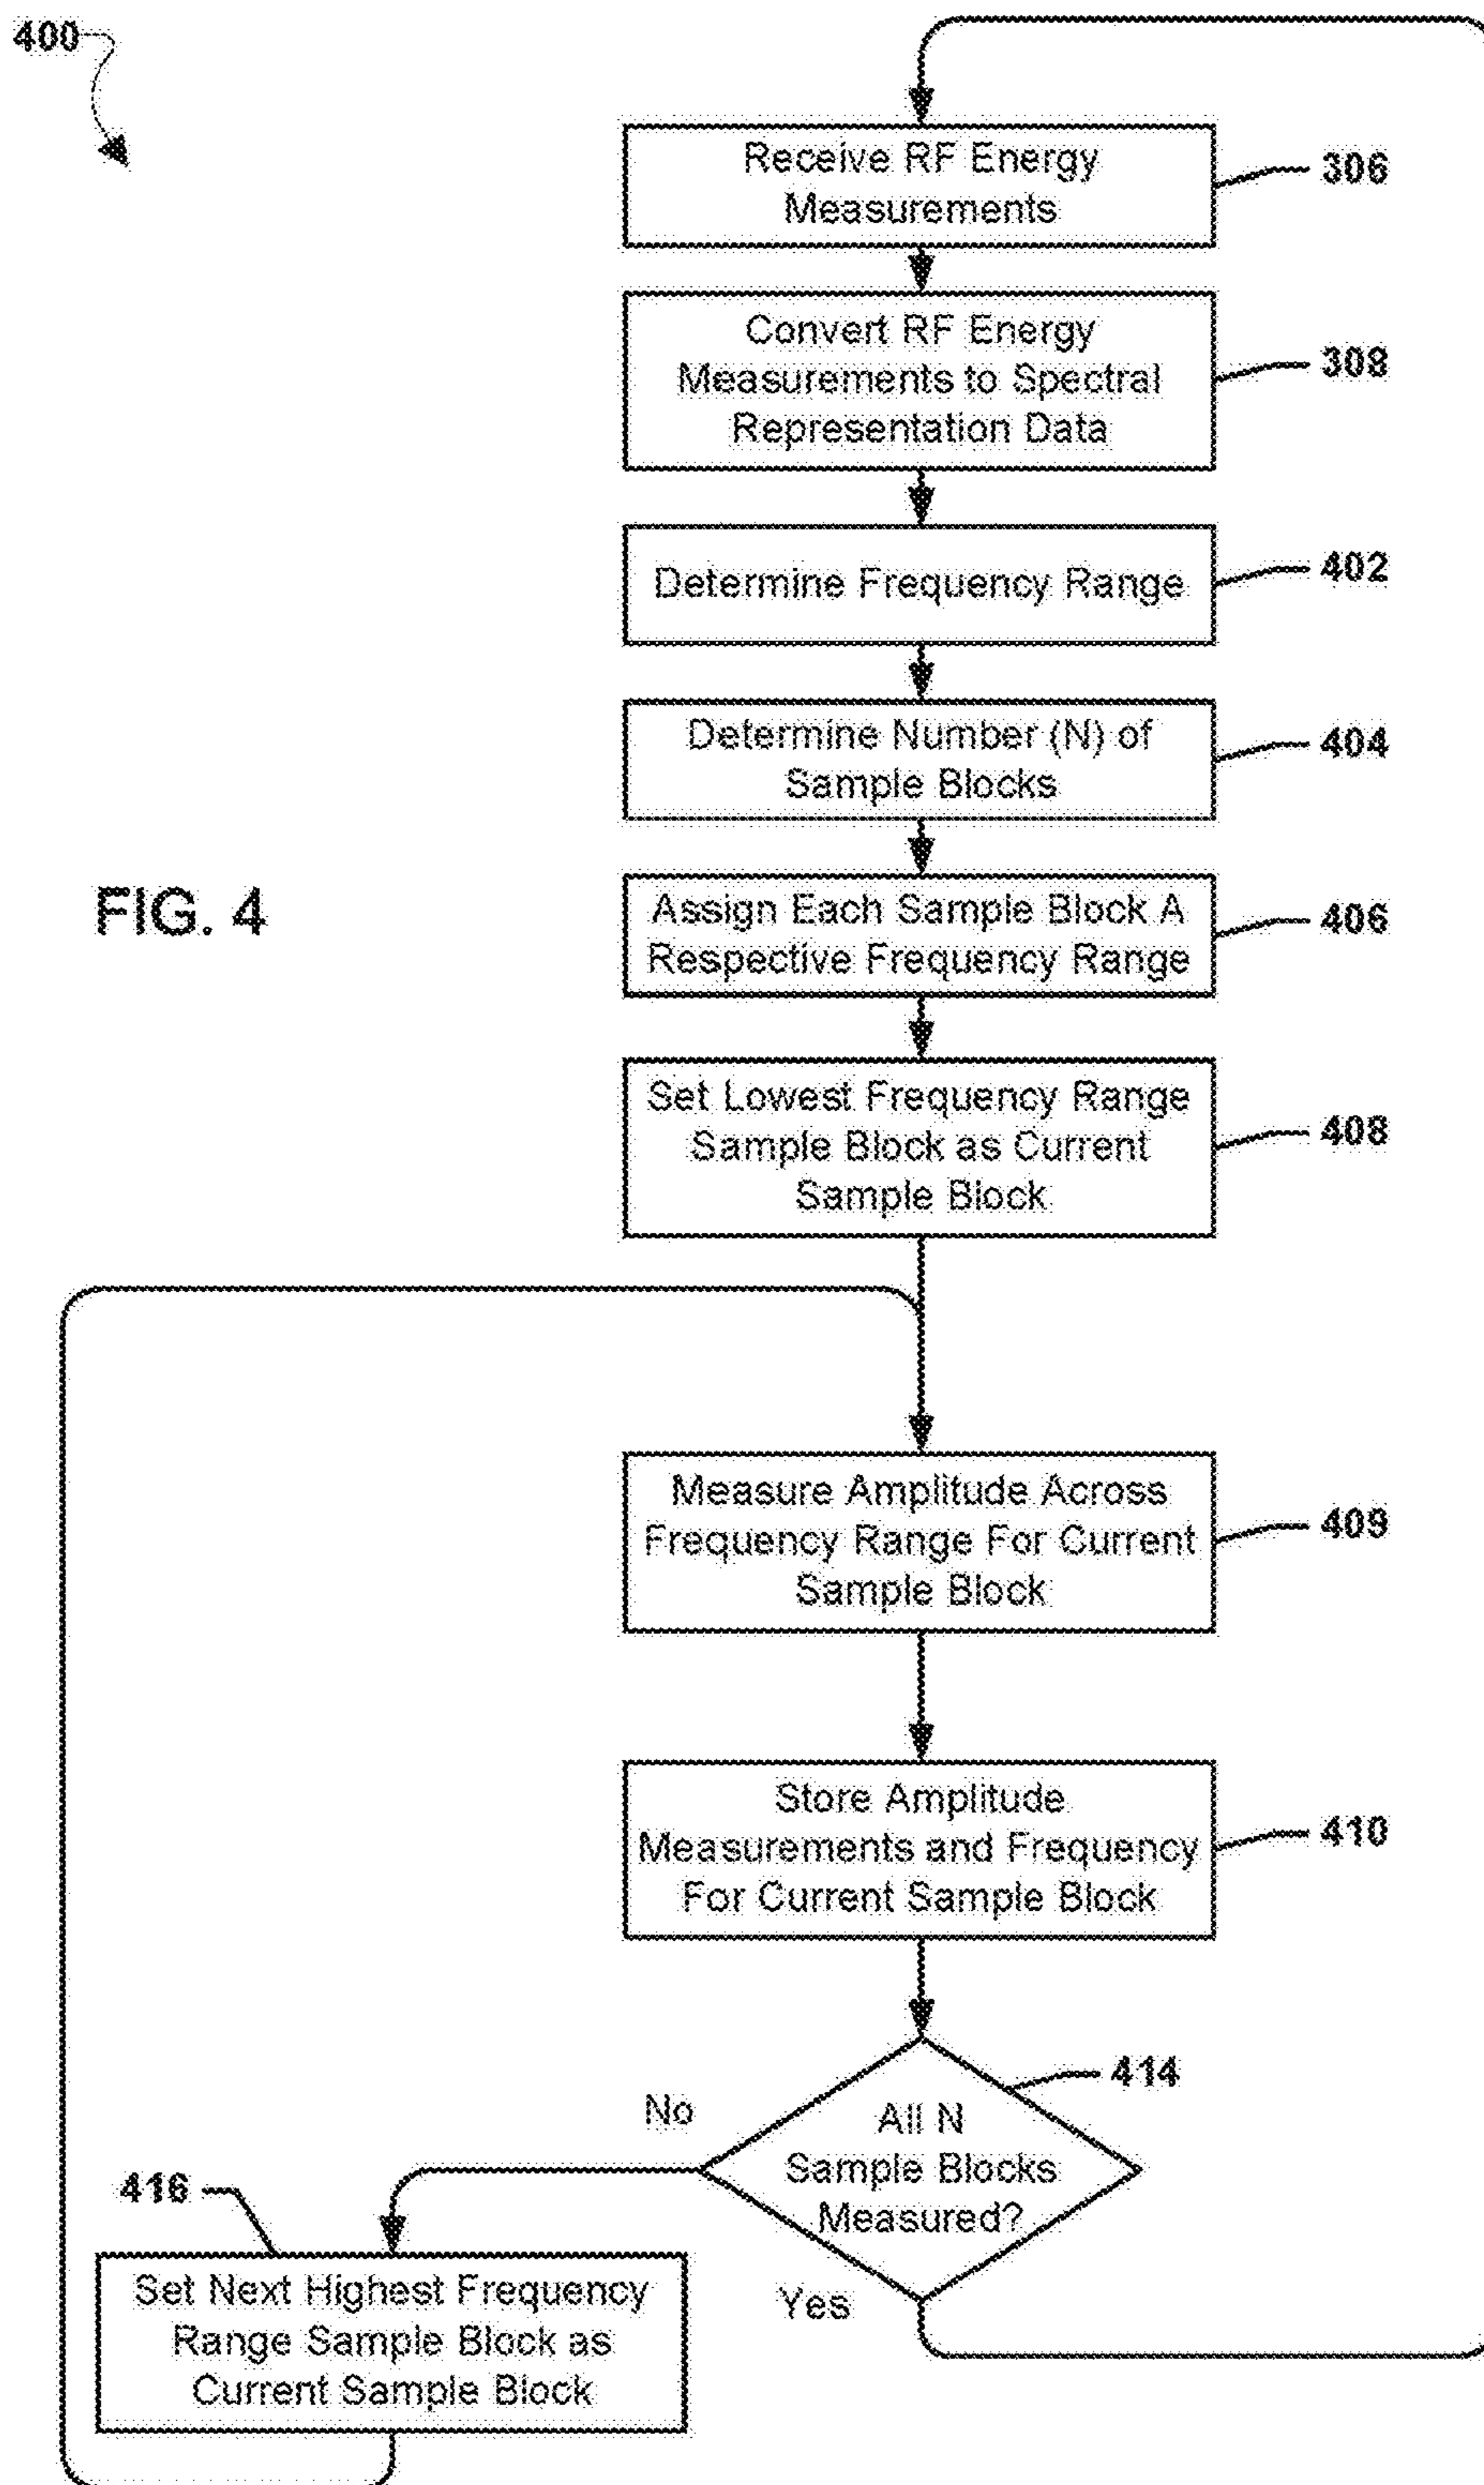 400
Receive RF Energy
Measurements
306
Convert RF Energy
Measurements to Spectral
Representation Data
308
Determine Frequency Range
402
Determine Number (N) of
Sample Blocks
404
FIG. 4
Assign Each Sample Block A
Respective Frequency Range
406
Set Lowest Frequency Range
Sample Block as Current
Sample Block
408
Measure Amplitude Across
Frequency Range For Current
Sample Block
409
Store Amplitude
Measurements and Frequency
For Current Sample Block
410
414
No
All N
Sample Blocks
Measured?
416
Yes
Set Next Highest Frequency
Range Sample Block as
Current Sample Block